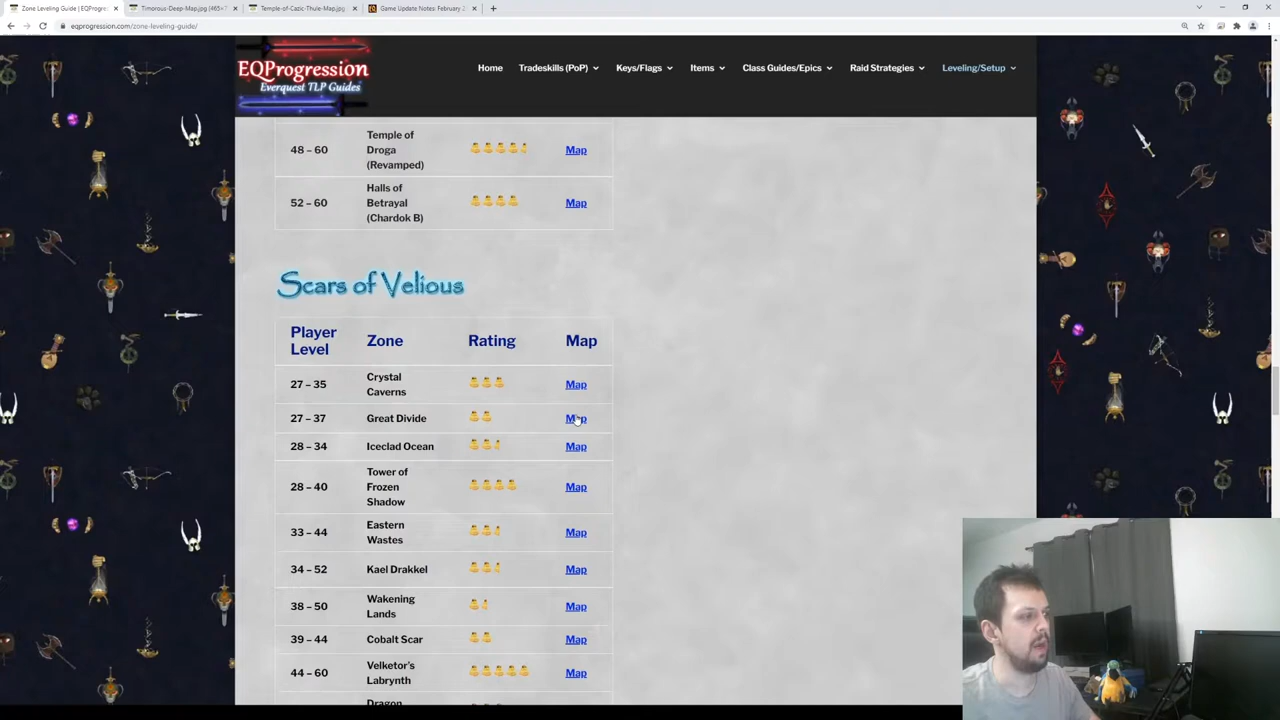 Zone Leveling Guide | EQProgres
Timorous-Deep-Map.jpg (465×7
Temple-of-Cazic-Thule-Map.jpg
Game Update Notes: February 2
eqprogression.com/zone-leveling-guide/
EQProgression
Everquest TLP Guides
Home
Tradeskills (PoP)
Keys/Flags
Items
Class Guides/Epics
Raid Strategies
Leveling/Setup
48 – 60 Temple of Droga (Revamped) Map
52 – 60 Halls of Betrayal (Chardok B) Map
Scars of Velious
Player Level Zone Rating Map
27 – 35 Crystal Caverns Map
27 – 37 Great Divide Map
28 – 34 Iceclad Ocean Map
28 – 40 Tower of Frozen Shadow Map
33 – 44 Eastern Wastes Map
34 – 52 Kael Drakkel Map
38 – 50 Wakening Lands Map
39 – 44 Cobalt Scar Map
44 – 60 Velketor's Labrynth Map
Dragon